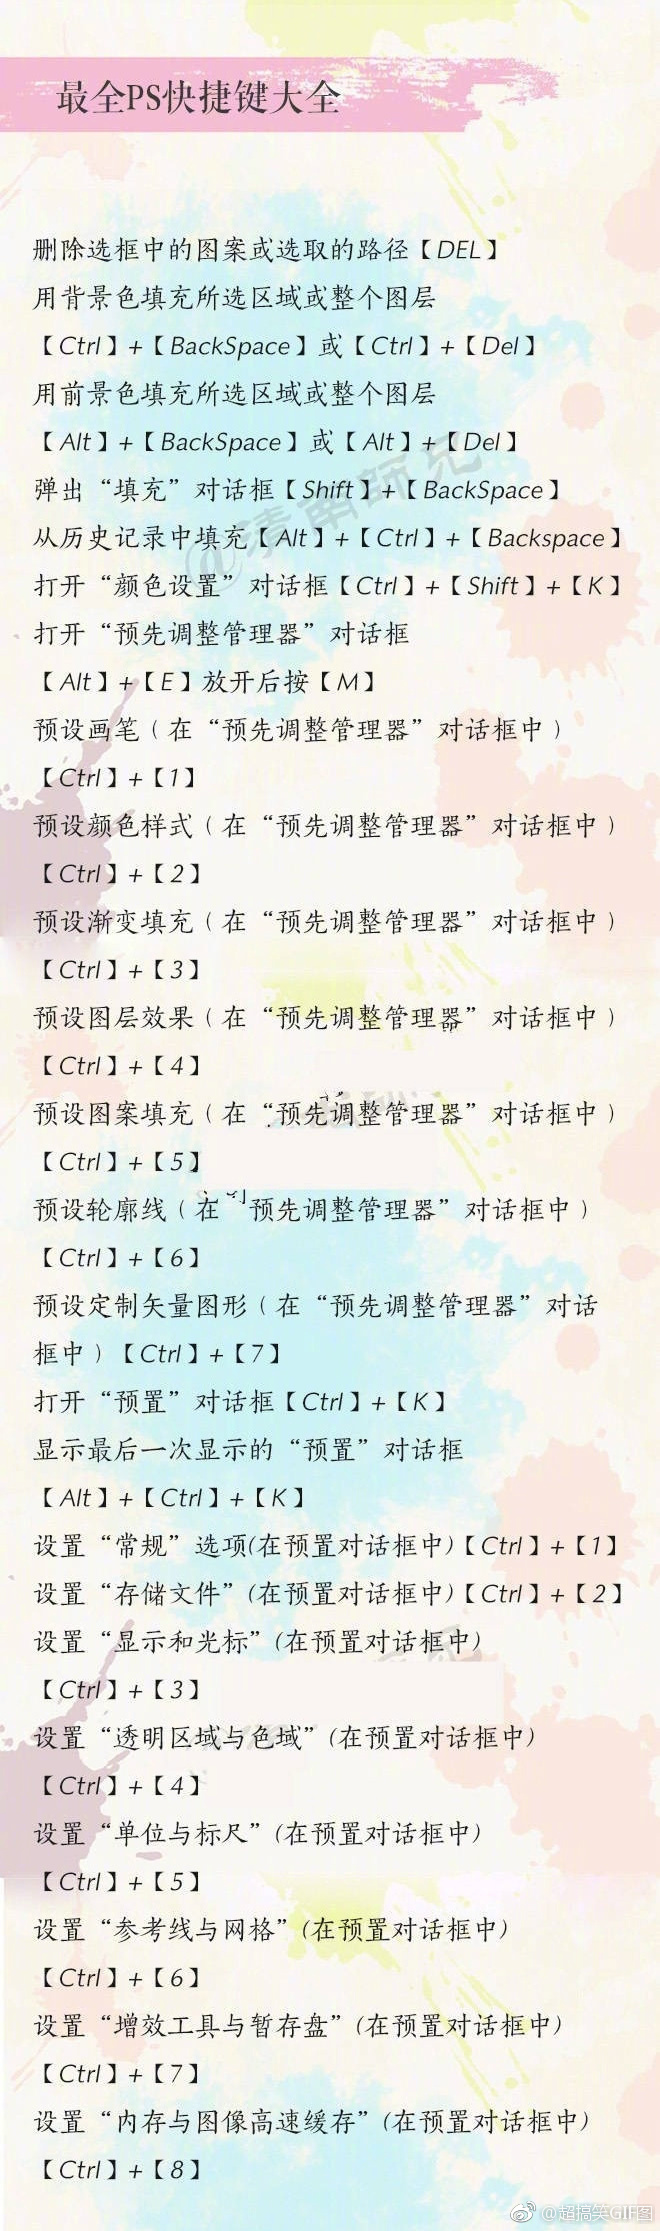 最全PS快捷键大全
删除选框中的图案或选取的路径【DEL】
用背景色填充所选区域或整个图层
【Ctrl】+【BackSpace】或【Ctrl】+【Del】
用前景色填充所选区域或整个图层
【Alt】+【BackSpace】或【Alt】+【Del】
弹出“填充”对话框【Shift】+【BackSpace】
从历史记录中填充【Alt】+【Ctrl】+【Backspace】
打开“颜色设置”对话框【Ctrl】+【Shift】+【K】
打开“预先调整管理器”对话框
【Alt】+【E】放开后按【M】
预设画笔（在“预先调整管理器”对话框中）
【Ctrl】+【1】
预设颜色样式（在“预先调整管理器”对话框中）
【Ctrl】+【2】
预设渐变填充（在“预先调整管理器”对话框中）
【Ctrl】+【3】
预设图层效果（在“预先调整管理器”对话框中）
【Ctrl】+【4】
预设图案填充（在“预先调整管理器”对话框中）
【Ctrl】+【5】
预设轮廓线（在“预先调整管理器”对话框中）
【Ctrl】+【6】
预设定制矢量图形（在“预先调整管理器”对话
框中）【Ctrl】+【7】
打开“预置”对话框【Ctrl】+【K】
显示最后一次显示的“预置”对话框
【Alt】+【Ctrl】+【K】
设置“常规”选项(在预置对话框中)【Ctrl】+【1】
设置“存储文件”(在预置对话框中)【Ctrl】+【2】
设置“显示和光标”(在预置对话框中)
【Ctrl】+【3】
设置“透明区域与色域”(在预置对话框中)
【Ctrl】+【4】
设置“单位与标尺”(在预置对话框中)
【Ctrl】+【5】
设置“参考线与网格”(在预置对话框中)
【Ctrl】+【6】
设置“增效工具与暂存盘”(在预置对话框中)
【Ctrl】+【7】
设置“内存与图像高速缓存”(在预置对话框中)
【Ctrl】+【8】
@超搞笑GIF图